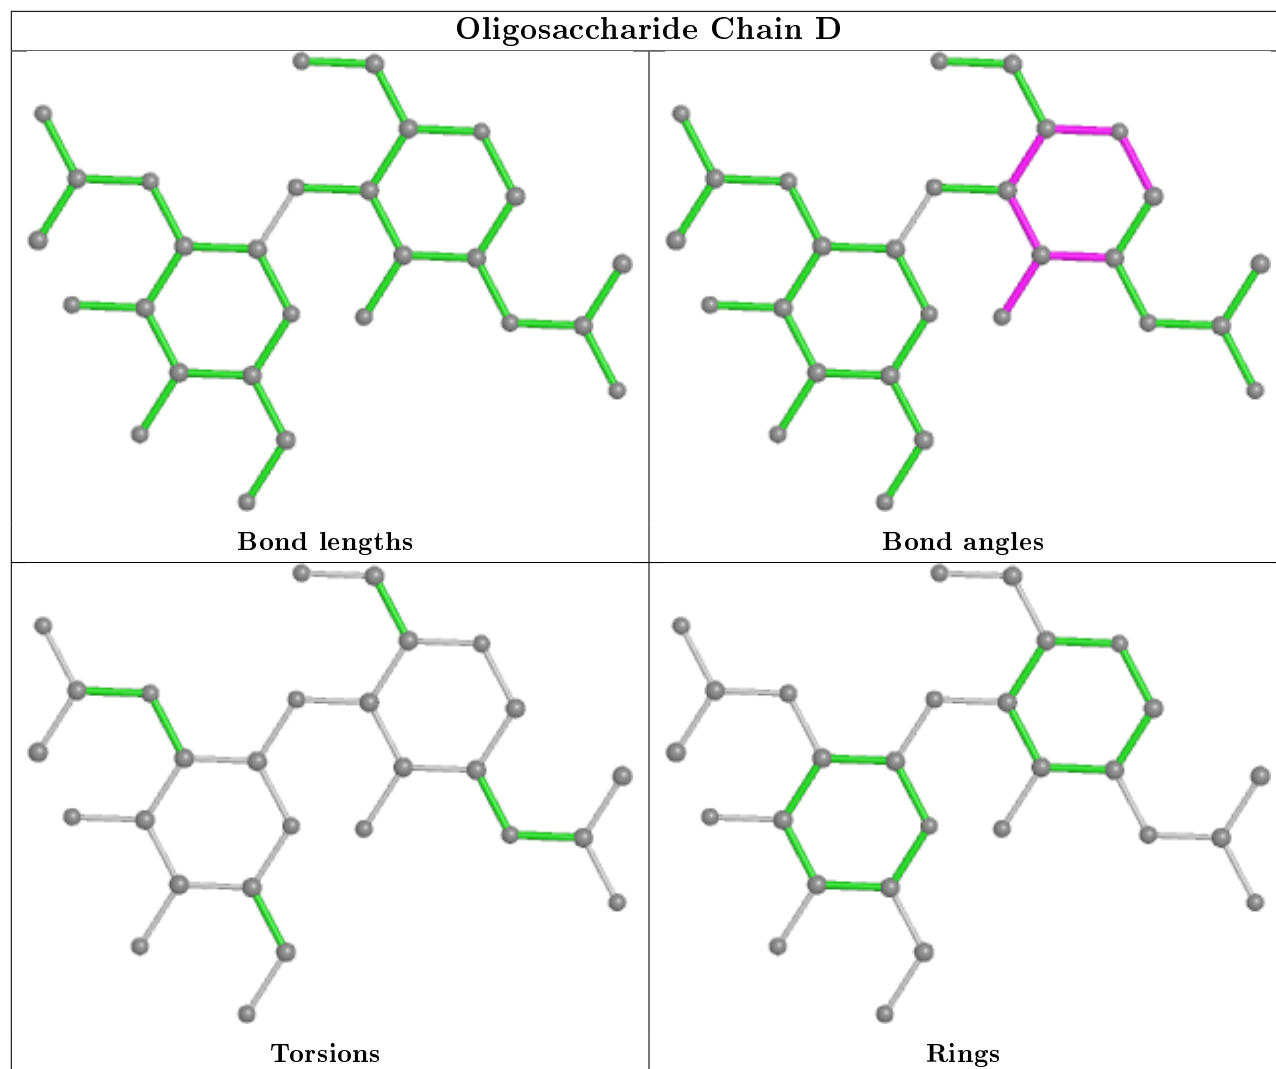 Oligosaccharide Chain D
Bond lengths
Bond angles
Torsions
Rings